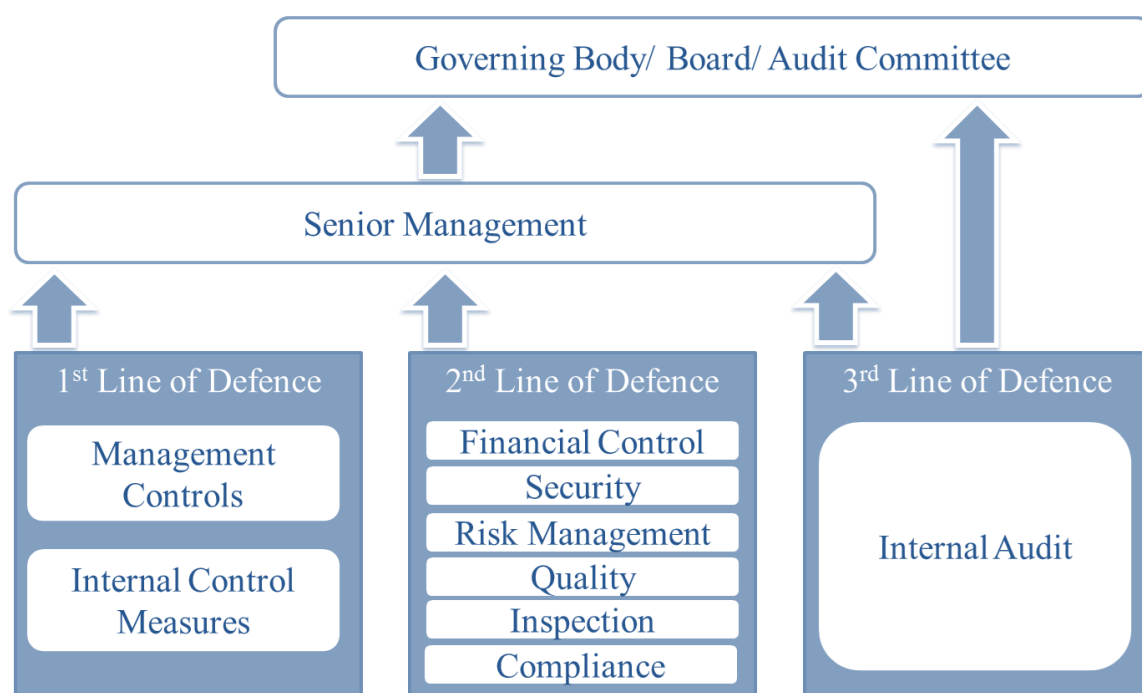 Governing Body/ Board/ Audit Committee
Senior Management
1st Line of Defence
Management
Controls
Internal Control
Measures
2nd Line of Defence
Financial Control
Security
Risk Management
Quality
Inspection
Compliance
3rd Line of Defence
Internal Audit